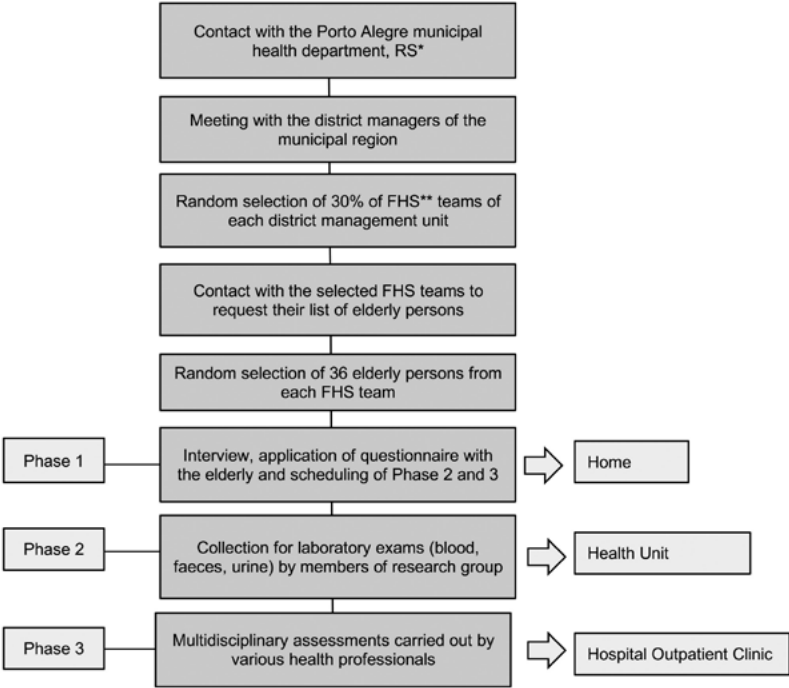 Contact with the Porto Alegre municipal
health department, RS*
Meeting with the district managers of the
municipal region
Random selection of 30% of FHS** teams of
each district management unit
Contact with the selected FHS teams to
request their list of elderly persons
Random selection of 36 elderly persons from
each FHS team
Phase 1
Interview, application of questionnaire with
the elderly and scheduling of Phase 2 and 3
Home
Phase 2
Collection for laboratory exams (blood,
faeces, urine) by members of research group
Health Unit
Phase 3
Multidisciplinary assessments carried out by
various health professionals
Hospital Outpatient Clinic